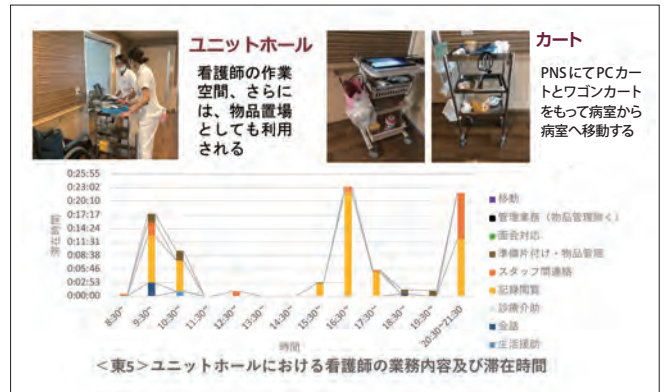 ユニットホール
看護師の作業
空間、さらに
は、物品置場
としても利用
される
カート
PNSにてPCカー
トとワゴンカート
をもって病室から
病室へ移動する
0:25:55
0:23:02
0:20:10
0:17:17
0:14:24
0:11:31
0:08:38
0:05:46
0:02:53
0:00:00
滞在時間
8:30~
9:30~
10:30~
11:30~
12:30~
13:30~
14:30~
15:30~
16:30~
17:30~
18:30~
19:30~
20:30~21:30
時間
移動
管理業務（物品管理除く）
面会対応
準備片付け・物品管理
スタッフ間連絡
記録閲覧
診療介助
会話
生活援助
＜東5＞ユニットホールにおける看護師の業務内容及び滞在時間